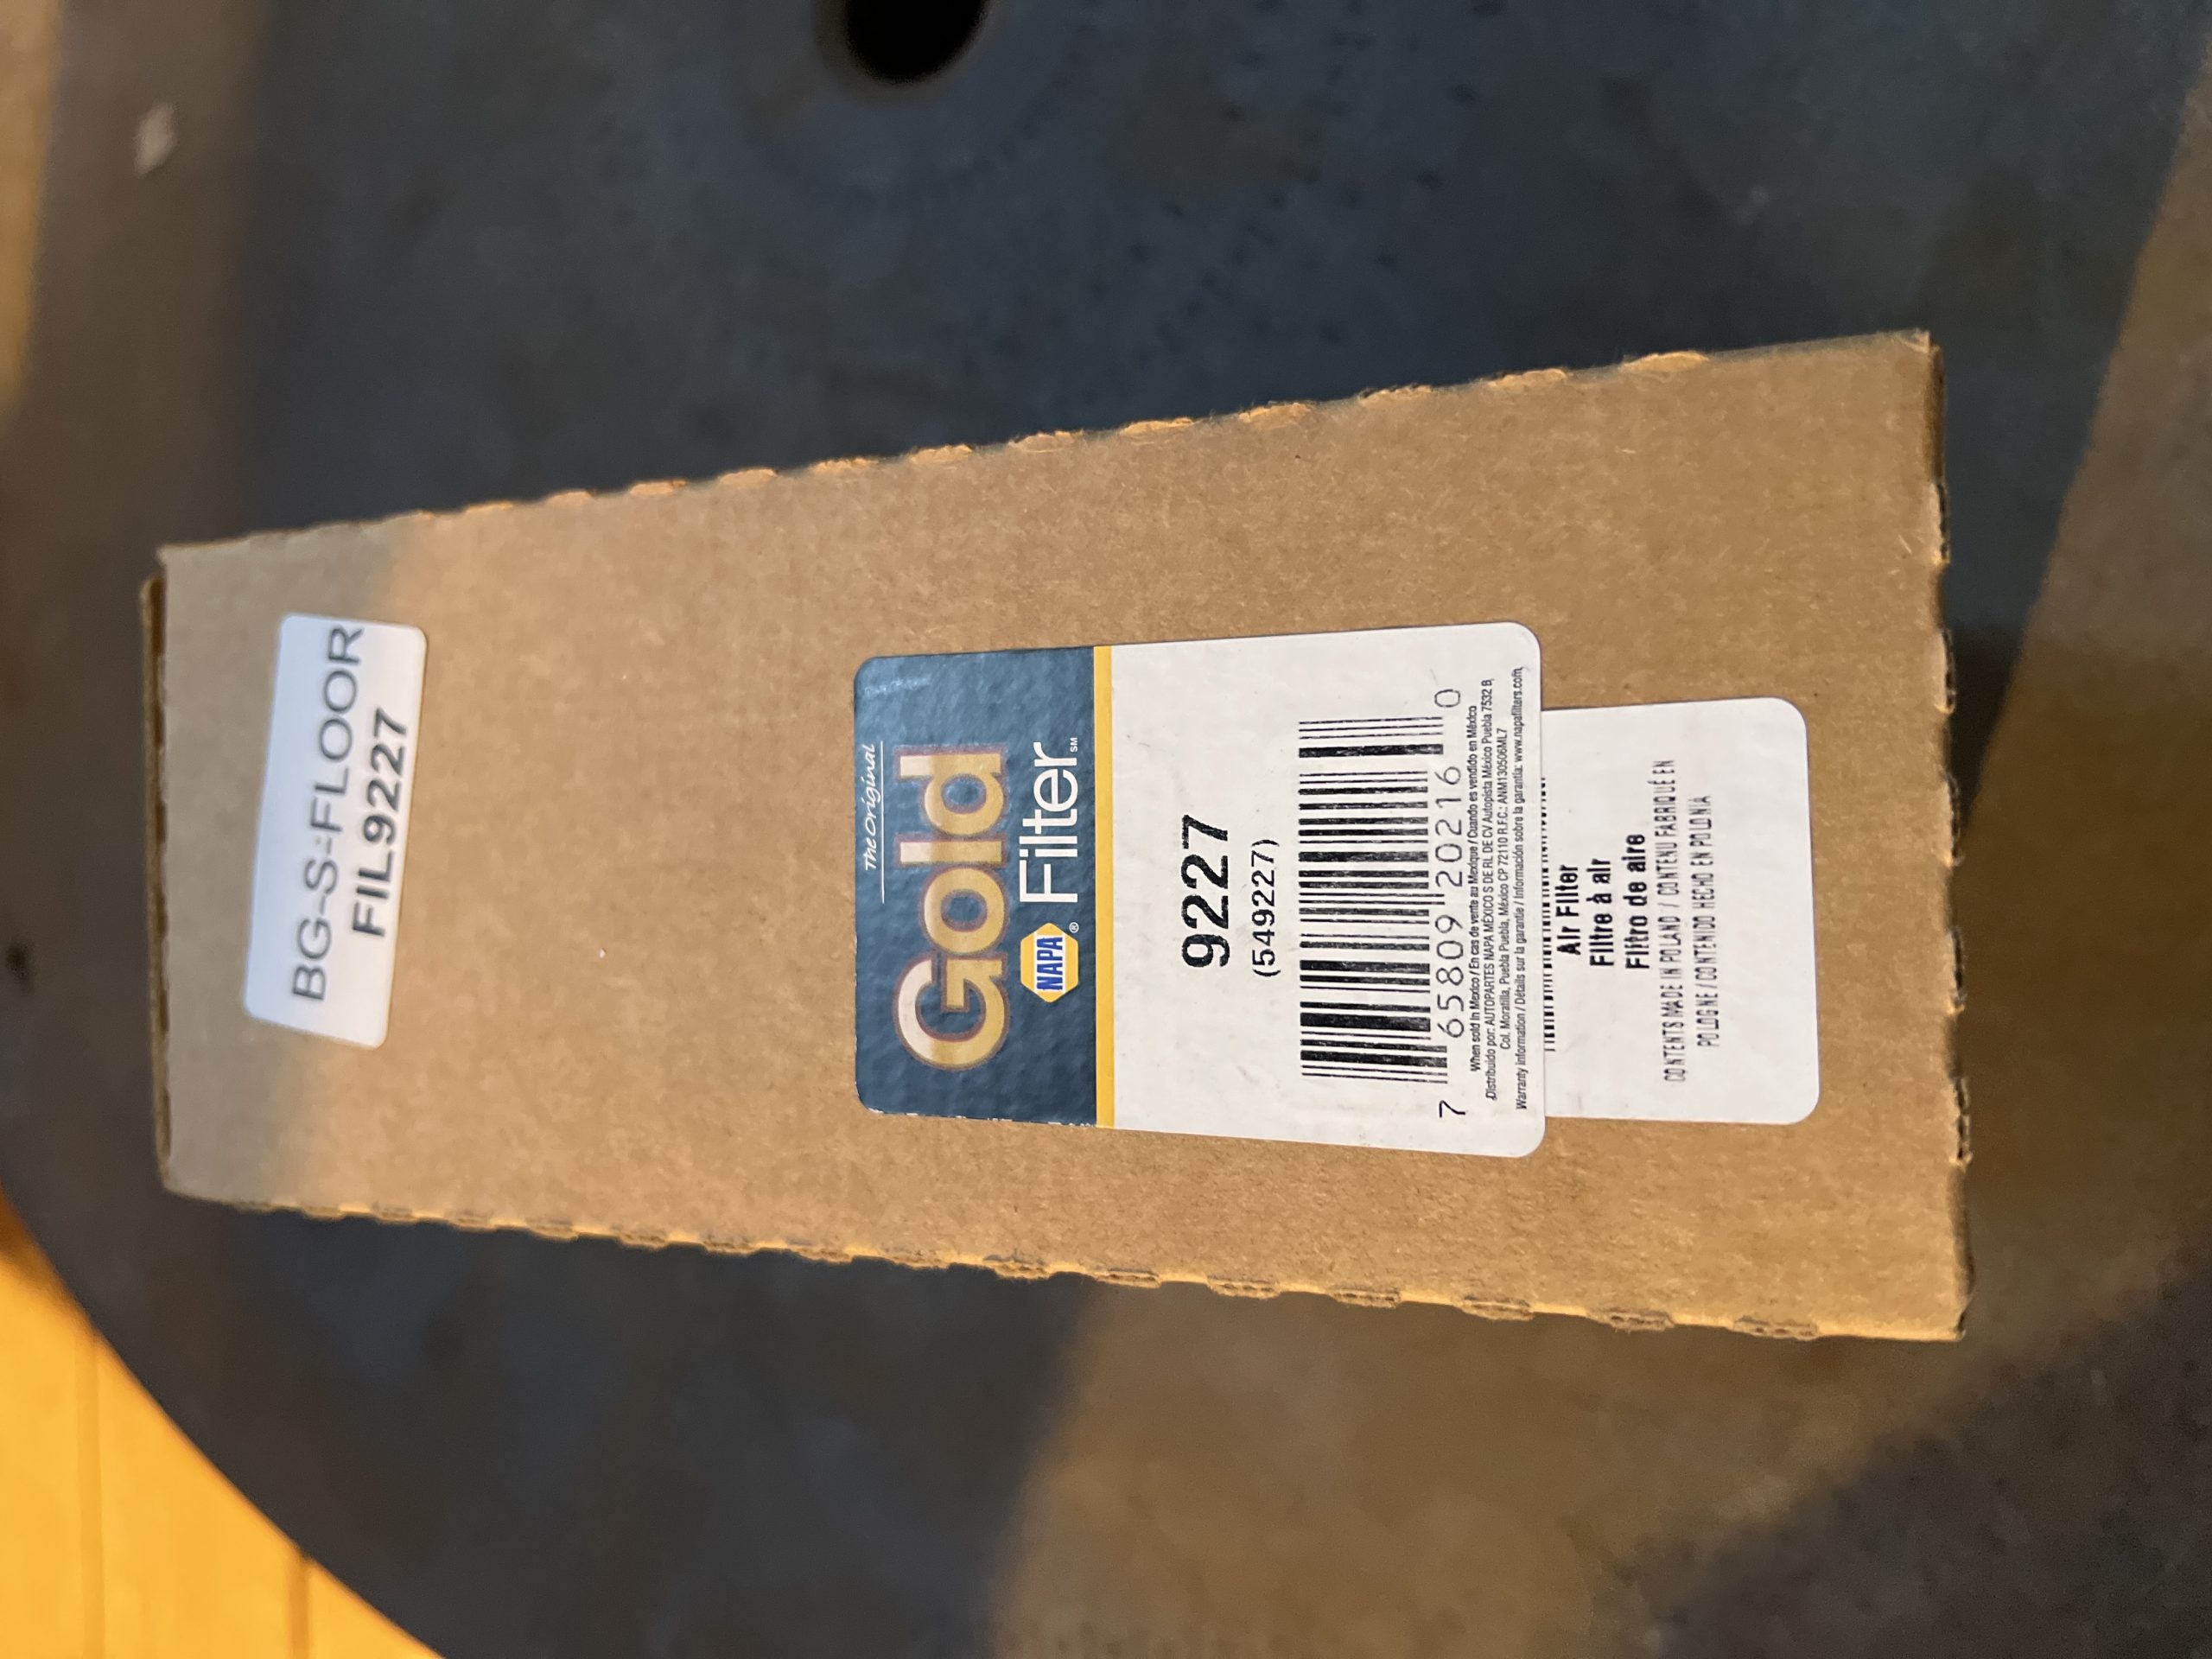 BG-S-FLOOR
FIL9227
The Original
Gold
NAPA® Filter℠
9227
(549227)
7 65809 20216 0
When sold in Mexico / En cas de vente au Mexique / Cuando es vendido en México
Distribuido por: AUTOPARTES NAPA MÉXICO S DE RL DE CV Autopista México Puebla 7532 B,
Col. Moratilla, Puebla Puebla, México CP 72110 R.F.C.: ANM130506ML7
Warranty information / Détails sur la garantie / Información sobre la garantía: www.napafilters.com
Air Filter
Filtre à air
Filtro de aire
CONTENTS MADE IN POLAND / CONTENU FABRIQUÉ EN
POLOGNE / CONTENIDO HECHO EN POLONIA